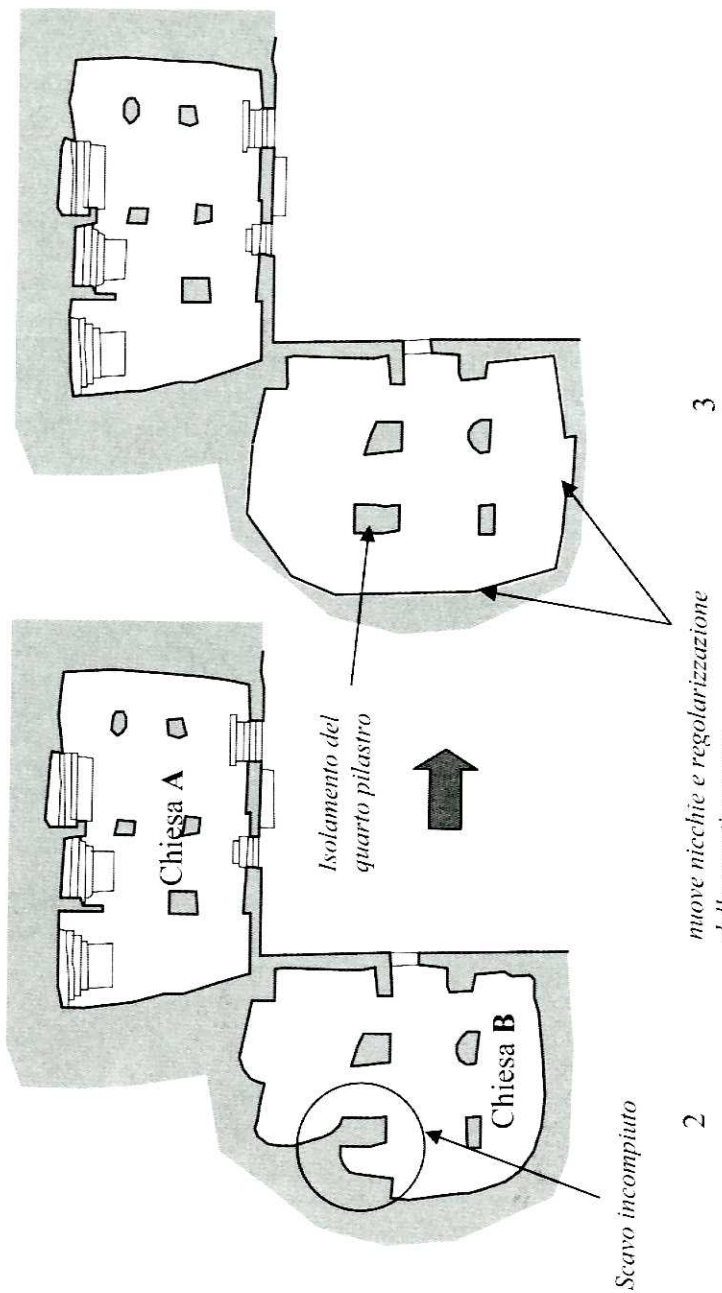 Chiesa A
Isolamento del
quarto pilastro
Chiesa B
Scavo incompiuto
2
nuove nicchie e regolarizzazione
3